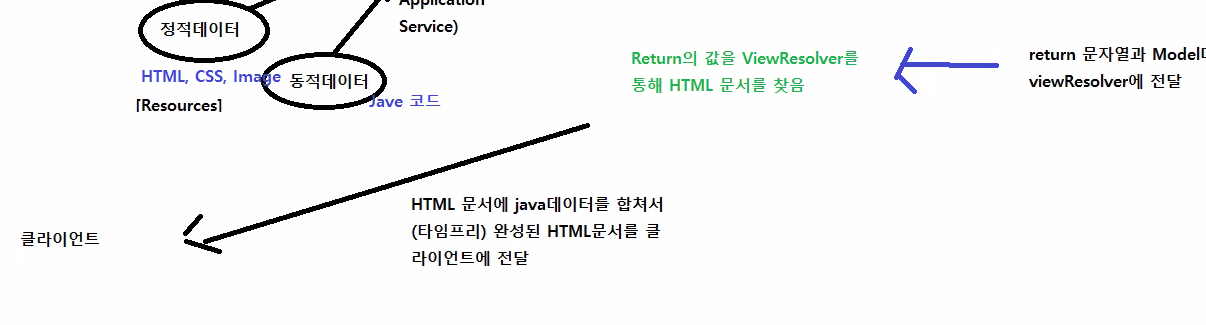 Application
Service)
정적데이터
HTML, CSS, Image
[Resources]
동적데이터
Jave 코드
Return의 값을 ViewResolver를
통해 HTML 문서를 찾음
return 문자열과 Model
viewResolver에 전달
HTML 문서에 java데이터를 합쳐서
(타임프리) 완성된 HTML문서를 클
라이언트에 전달
클라이언트